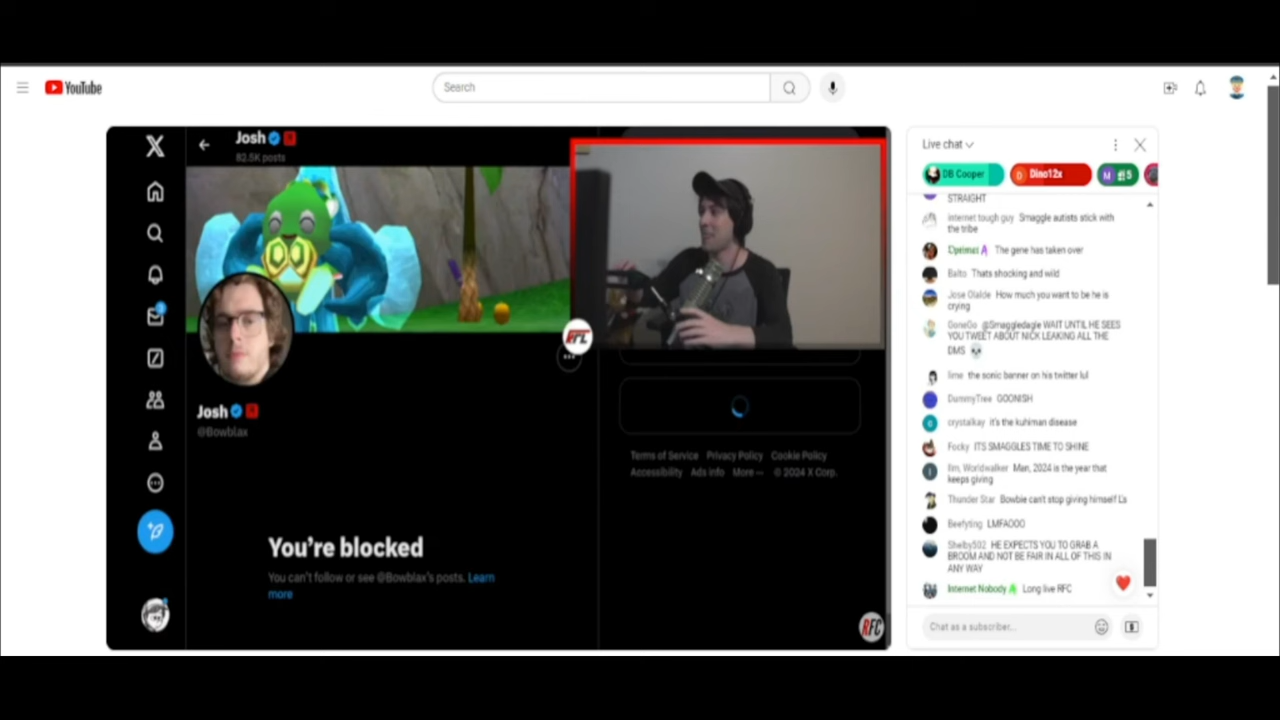 YouTube
Search
Josh
82.5K posts
RFC
Josh
@Bowblax
You're blocked
You can't follow or see @Bowblax's posts. Learn
more
Terms of Service Privacy Policy Cookie Policy
Accessibility Ads info More ··· © 2024 X Corp.
RFC
Live chat
DB Cooper Dino12x M 5
STRAIGHT
internet tough guy Smaggle autists stick with
the tribe
The gene has taken over
Balto Thats shocking and wild
Jose Olalde How much you want to be he is
crying
GoneGo @Smaggledagle WAIT UNTIL HE SEES
YOU TWEET ABOUT NICK LEAKING ALL THE
DMS
lime the sonic banner on his twitter lul
DummyTree GOONISH
crystalkay it's the kuhiman disease
Focky ITS SMAGGLES TIME TO SHINE
Worldwalker Man, 2024 is the year that
keeps giving
Thunder Star Bowbie can't stop giving himself L's
Beefyting LMFAOOO
Shelby502 HE EXPECTS YOU TO GRAB A
BROOM AND NOT BE FAIR IN ALL OF THIS IN
ANY WAY
Internet Nobody Long live RFC
Chat as a subscriber...